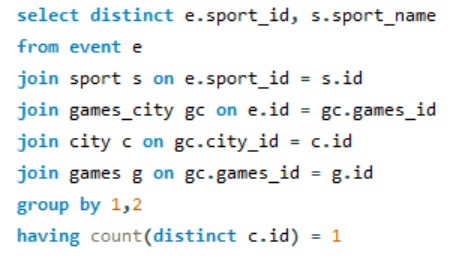 select distinct e.sport_id, s.sport_name
from event e
join sport s on e.sport_id = s.id
join games_city gc on e.id = gc.games_id
join city c on gc.city_id = c.id
join games g on gc.games_id = g.id
group by 1,2
having count(distinct c.id) = 1